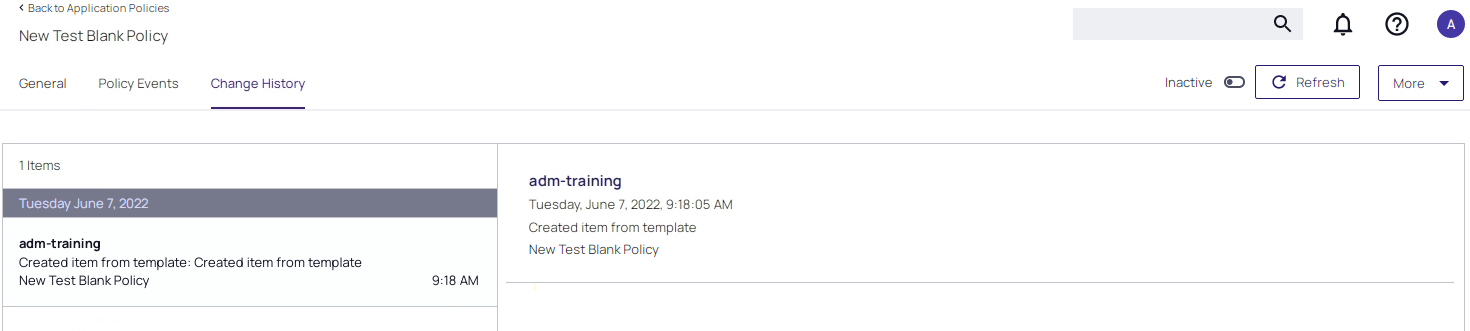 Back to Application Policies
New Test Blank Policy
A
General
Policy Events
Change History
Inactive
Refresh
More
1 Items
Tuesday June 7, 2022
adm-training
Created item from template: Created item from template
New Test Blank Policy
9:18 AM
adm-training
Tuesday, June 7, 2022, 9:18:05 AM
Created item from template
New Test Blank Policy